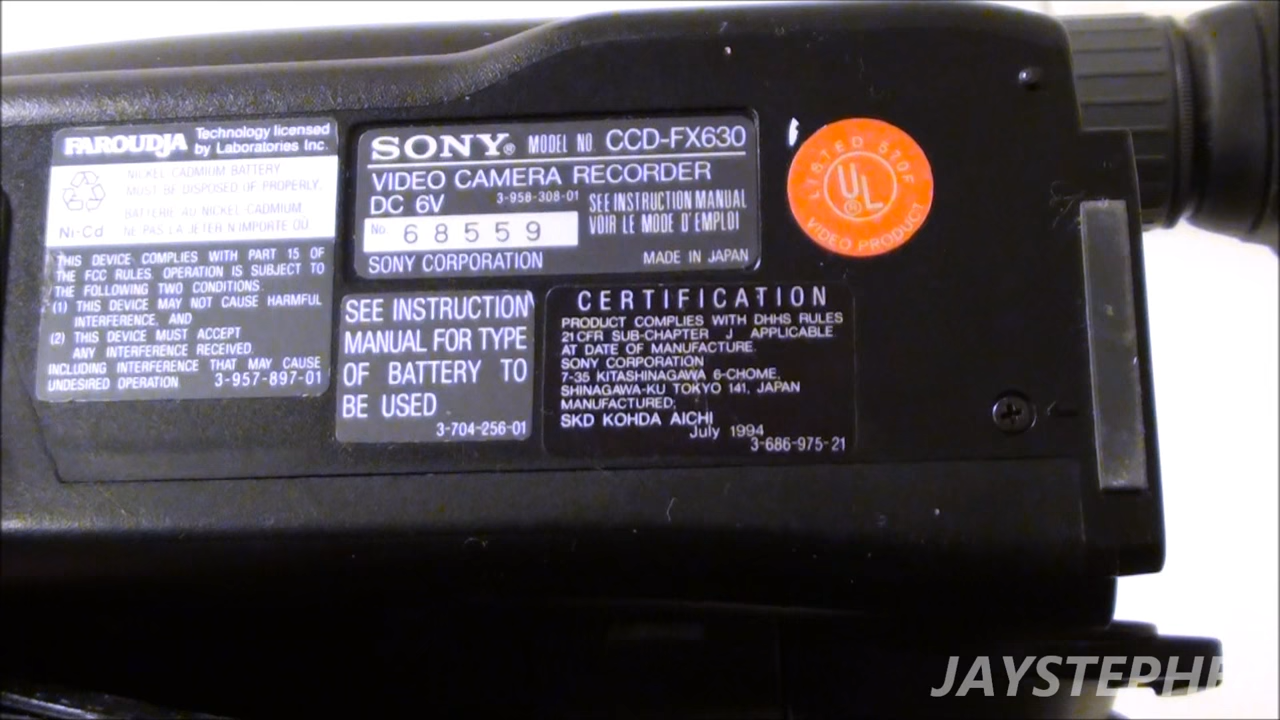 FAROUDJA Technology licensed
by Laboratories Inc.
NICKEL-CADMIUM BATTERY
MUST BE DISPOSED OF PROPERLY.
BATTERIE AU NICKEL-CADMIUM
Ni-Cd NE PAS LA JETER N'IMPORTE OÙ
THIS DEVICE COMPLIES WITH PART 15 OF
THE FCC RULES. OPERATION IS SUBJECT TO
THE FOLLOWING TWO CONDITIONS.
(1) THIS DEVICE MAY NOT CAUSE HARMFUL
INTERFERENCE, AND
(2) THIS DEVICE MUST ACCEPT
ANY INTERFERENCE RECEIVED
INCLUDING INTERFERENCE THAT MAY CAUSE
UNDESIRED OPERATION 3-957-897-01
SONY® MODEL NO. CCD-FX630
VIDEO CAMERA RECORDER
DC 6V 3-958-308-01
SEE INSTRUCTION MANUAL
VOIR LE MODE D'EMPLOI
No. 68559
SONY CORPORATION MADE IN JAPAN
SEE INSTRUCTION
MANUAL FOR TYPE
OF BATTERY TO
BE USED
3-704-256-01
CERTIFICATION
PRODUCT COMPLIES WITH DHHS RULES
21CFR SUB-CHAPTER J APPLICABLE
AT DATE OF MANUFACTURE.
SONY CORPORATION
7-35 KITASHINAGAWA 6-CHOME,
SHINAGAWA-KU TOKYO 141, JAPAN
MANUFACTURED;
SKD KOHDA AICHI
July 1994
3-686-975-21
LISTED 570F
UL®
VIDEO PRODUCT
JAYSTEPHE